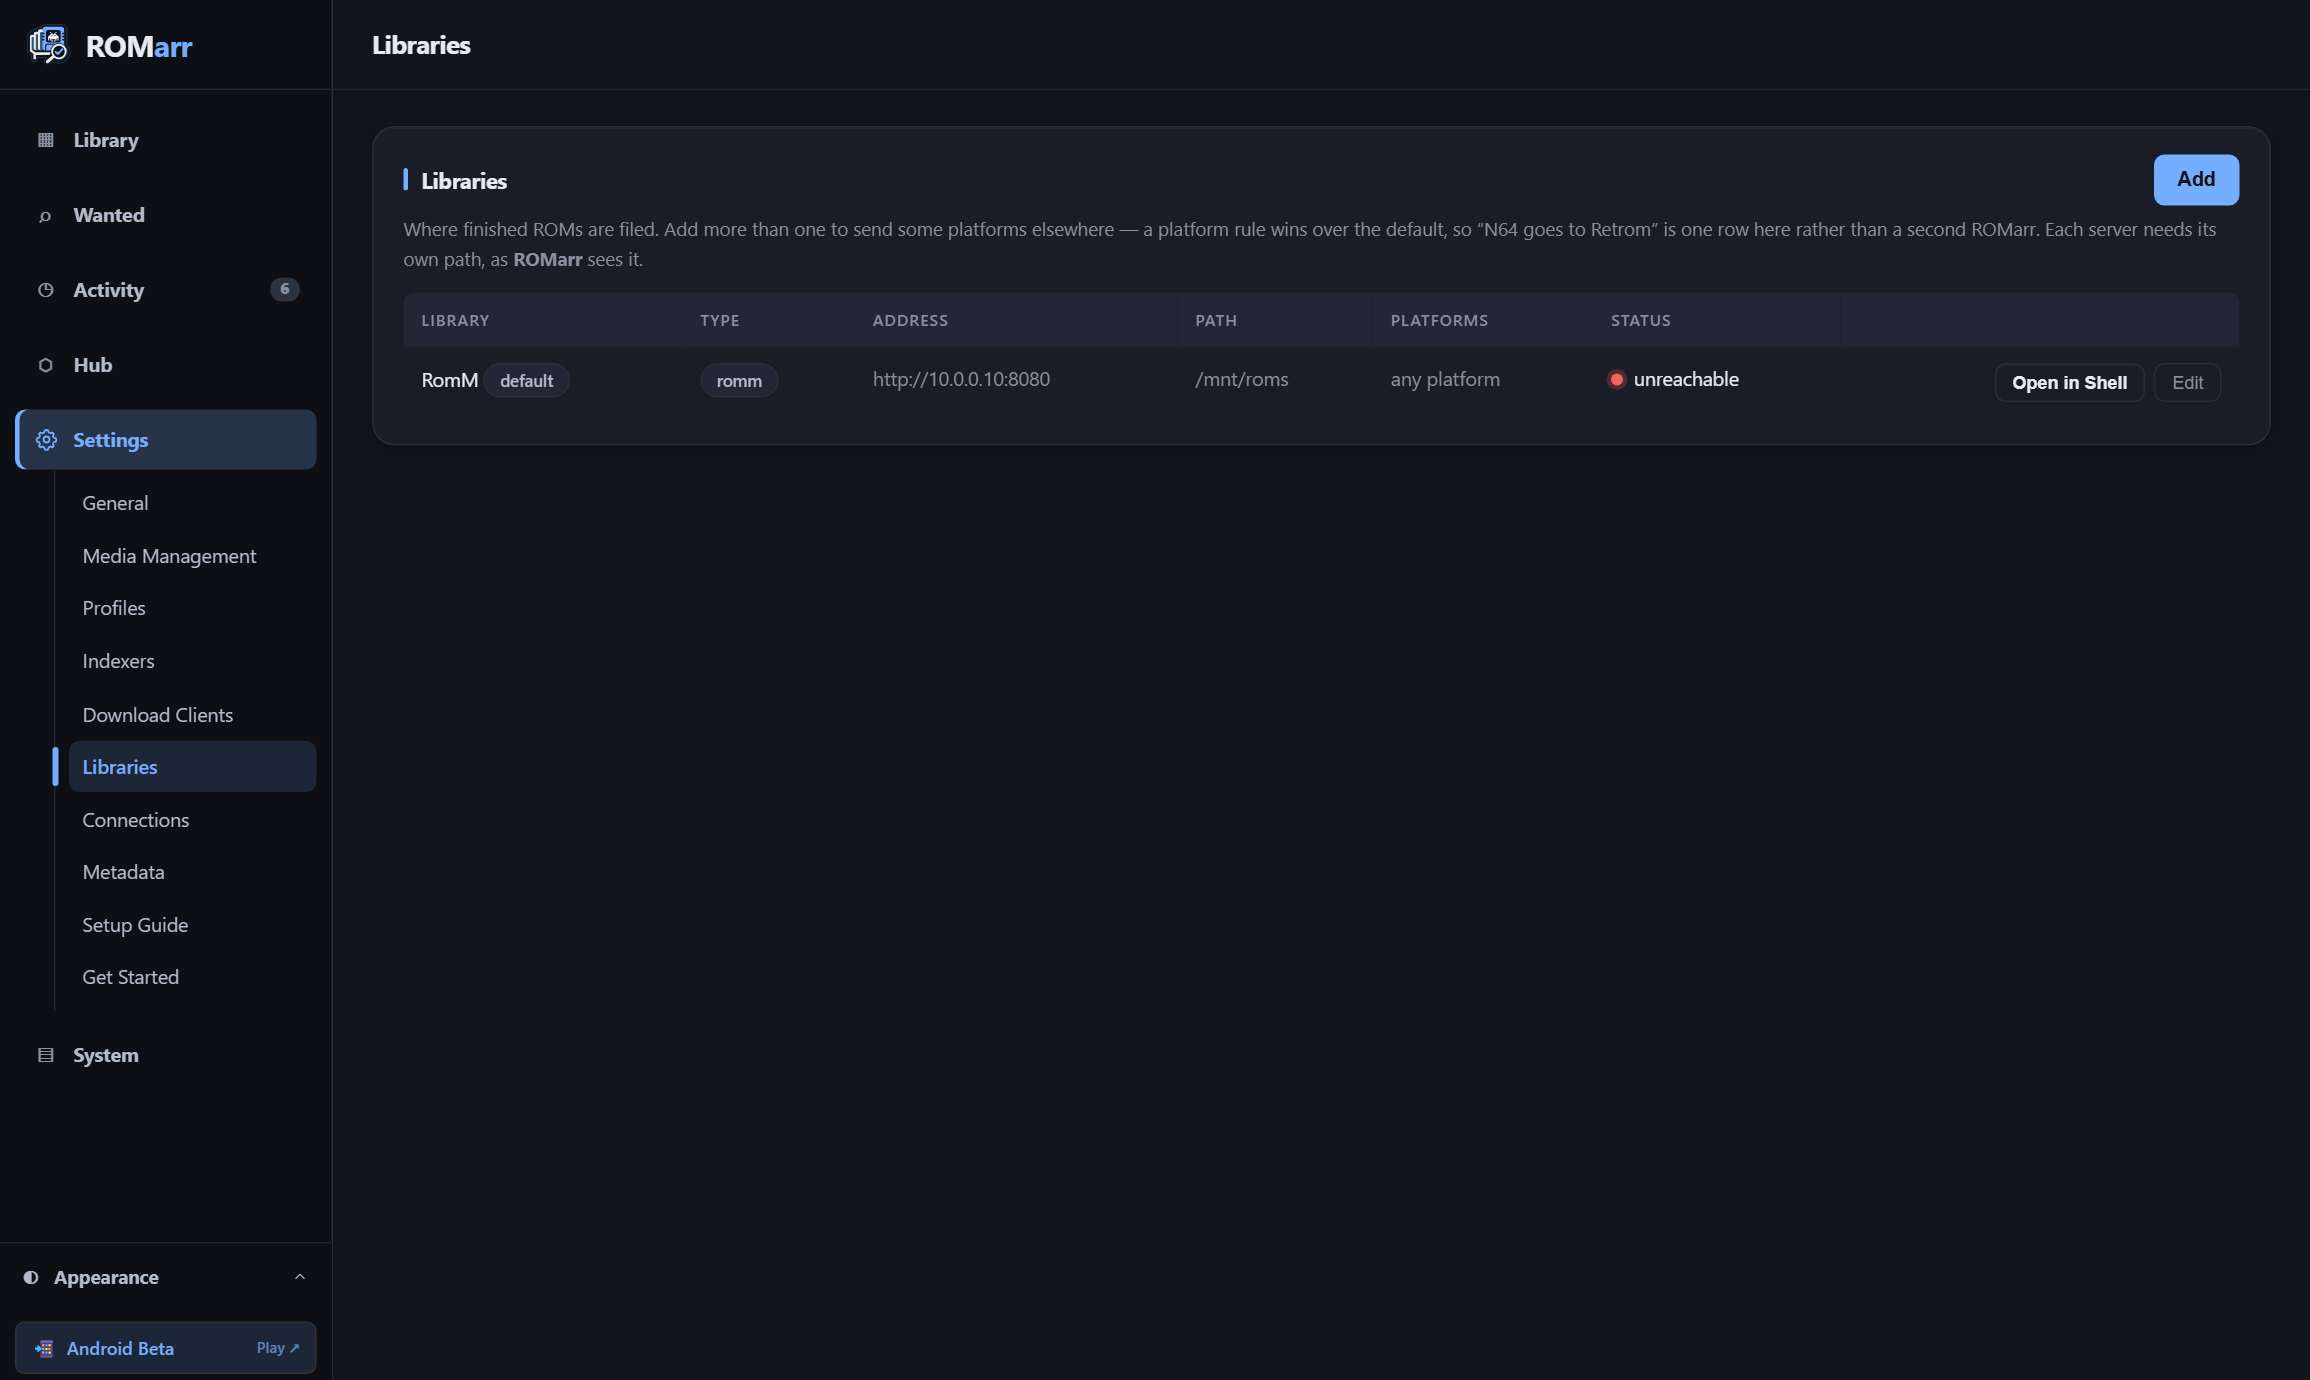 ROMarr
Libraries
Library
Wanted
Activity 6
Hub
Settings
General
Media Management
Profiles
Indexers
Download Clients
Libraries
Connections
Metadata
Setup Guide
Get Started
System
Appearance
Android Beta Play ↗
Libraries
Add
Where finished ROMs are filed. Add more than one to send some platforms elsewhere — a platform rule wins over the default, so “N64 goes to Retrom” is one row here rather than a second ROMarr. Each server needs its
own path, as ROMarr sees it.
LIBRARY TYPE ADDRESS PATH PLATFORMS STATUS
RomM default romm http://10.0.0.10:8080 /mnt/roms any platform unreachable Open in Shell Edit